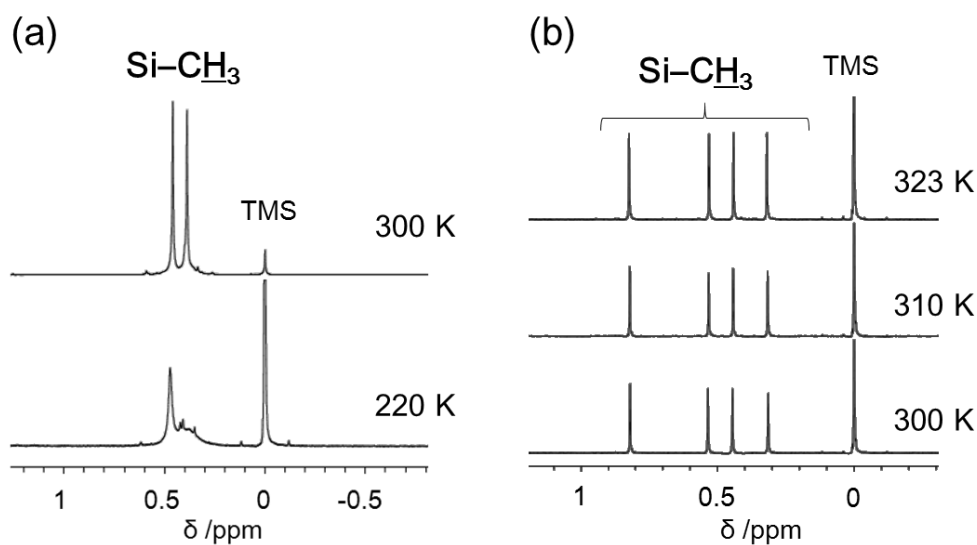 (a)
Si–CH₃
TMS
300 K
220 K
1 0.5 0 -0.5
δ /ppm
(b)
Si–CH₃
TMS
323 K
310 K
300 K
1 0.5 0
δ /ppm